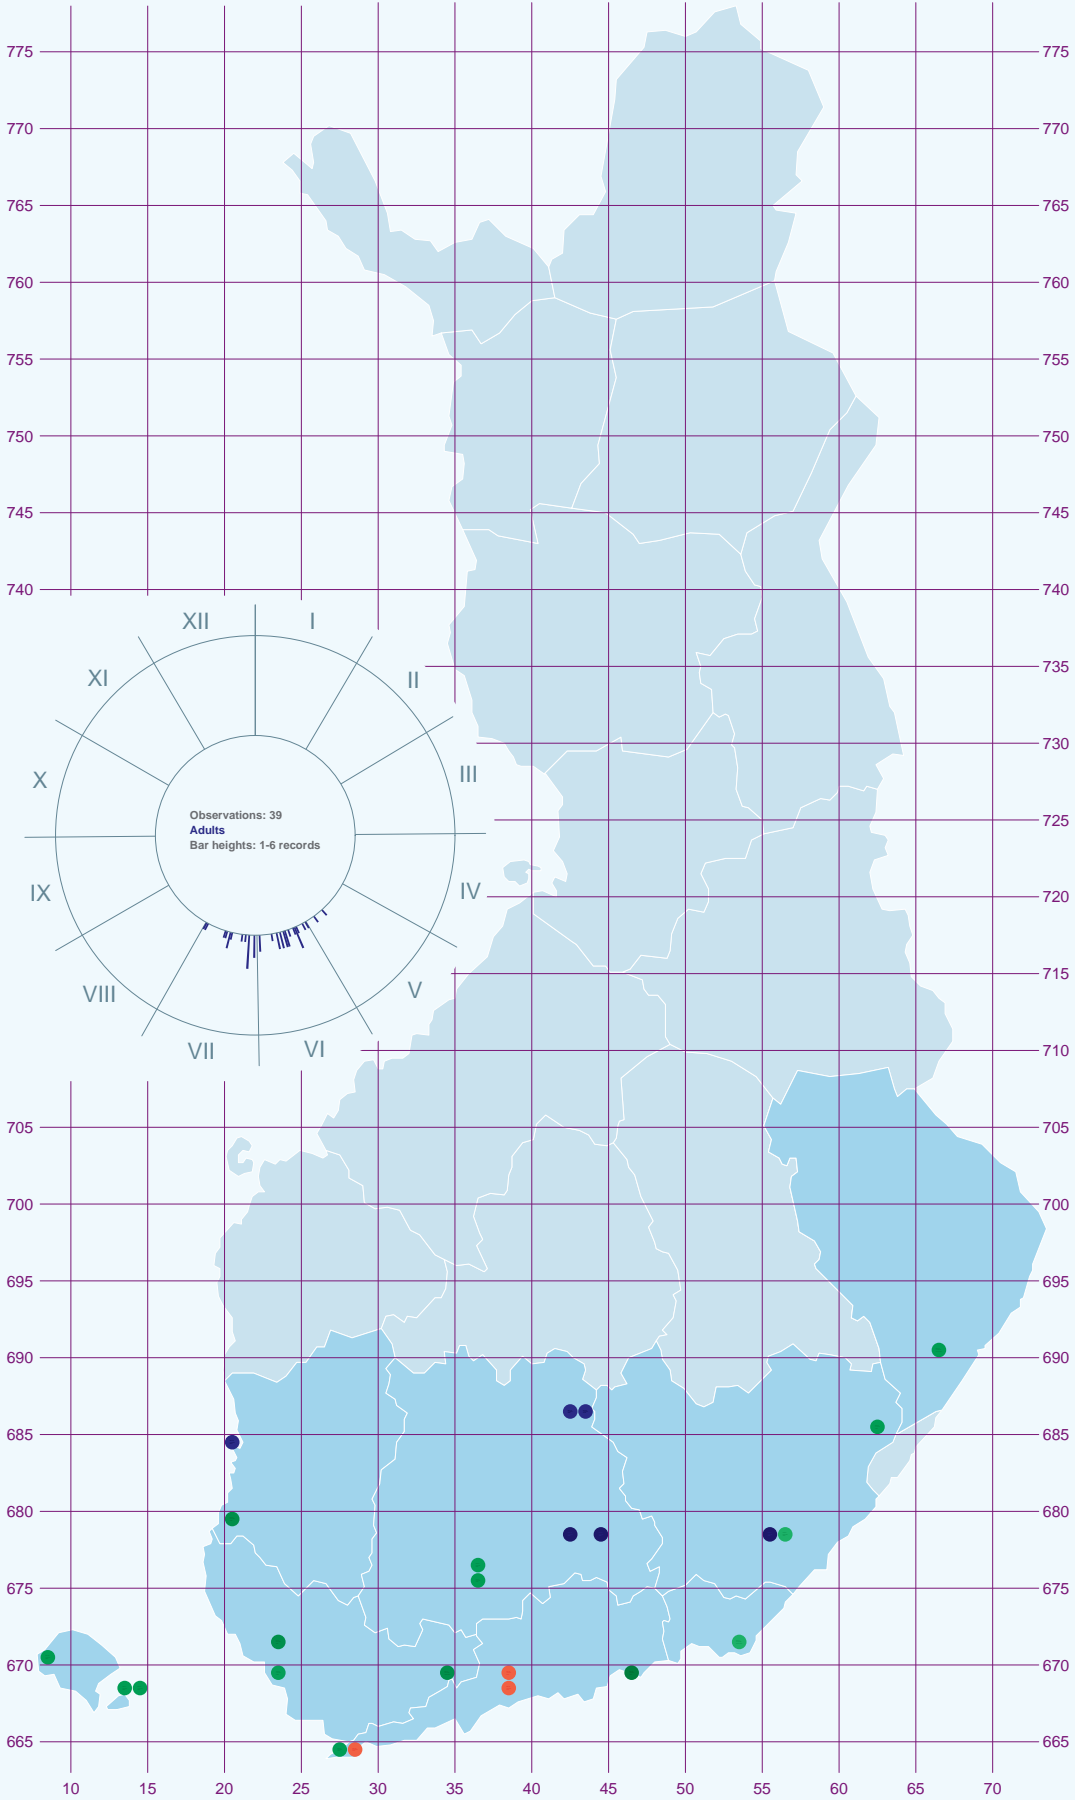 775 775
770 770
765 765
760 760
755 755
750 750
745 745
740 740
XII I
XI II
735
730
X III
725
Observations: 39
Adults
Bar heights: 1-6 records
IX IV
720
715
VIII V
VII VI
710
705 705
700 700
695 695
690 690
685 685
680 680
675 675
670 670
665 665
10 15 20 25 30 35 40 45 50 55 60 65 70